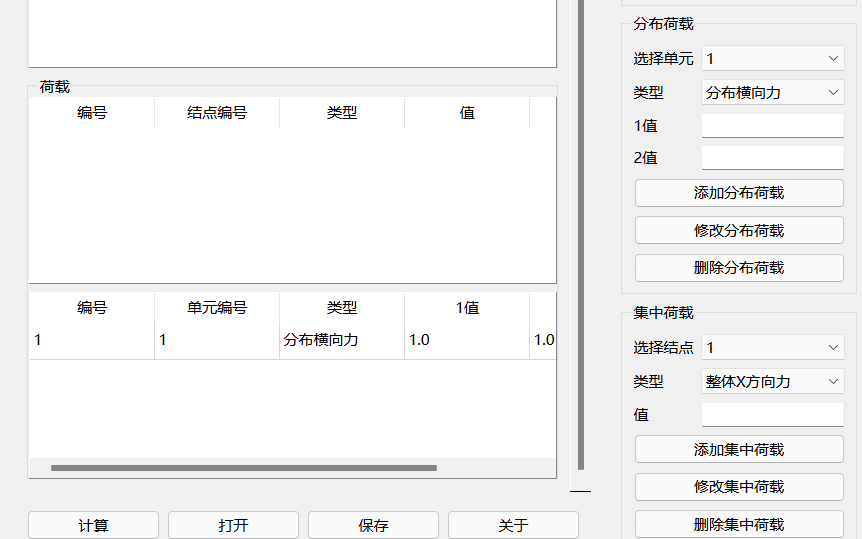 荷载
编号 结点编号 类型 值
编号 单元编号 类型 1值
1 1 分布横向力 1.0 1.0
计算 打开 保存 关于
分布荷载
选择单元 1
类型 分布横向力
1值
2值
添加分布荷载
修改分布荷载
删除分布荷载
集中荷载
选择结点 1
类型 整体X方向力
值
添加集中荷载
修改集中荷载
删除集中荷载